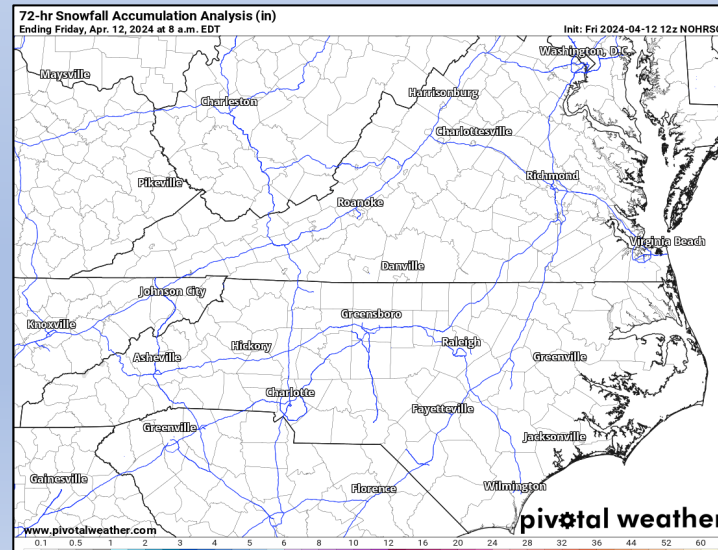 72-hr Snowfall Accumulation Analysis (in)
Ending Friday, Apr. 12, 2024 at 8 a.m. EDT
Init: Fri 2024-04-12 12z NOHRSC
Washington, D.C.
Maysville
Charleston
Harrisonburg
Charlottesville
Pikeville
Richmond
Roanoke
Virginia Beach
Danville
Johnson City
Knoxville
Greensboro
Hickory
Raleigh
Asheville
Greenville
Charlotte
Fayetteville
Greenville
Jacksonville
Gainesville
Florence
Wilmington
www.pivotalweather.com
pivotal weather
0.1 0.5 1 2 3 4 5 6 8 10 12 14 16 20 24 28 32 36 44 52 60